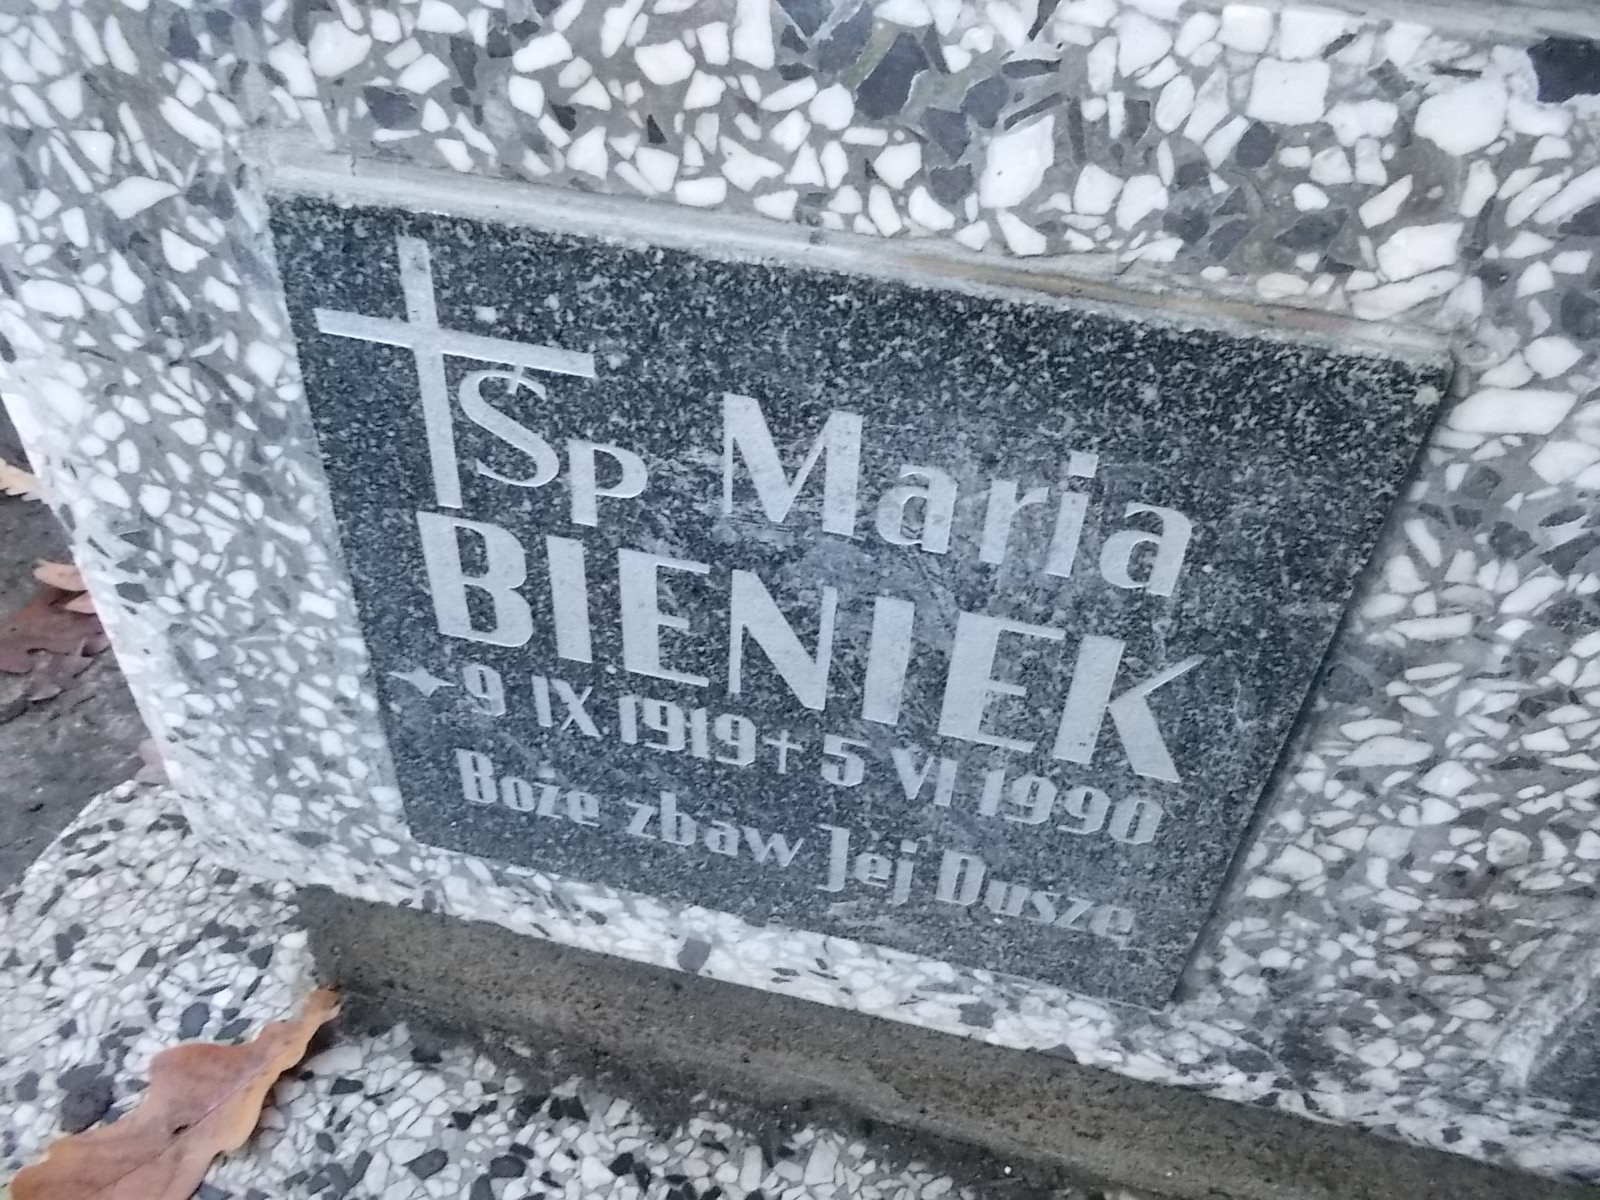 Śp Maria
BIENIEK
9 IX 1919 † 5 VI 1990
Boże zbaw Jej Duszę